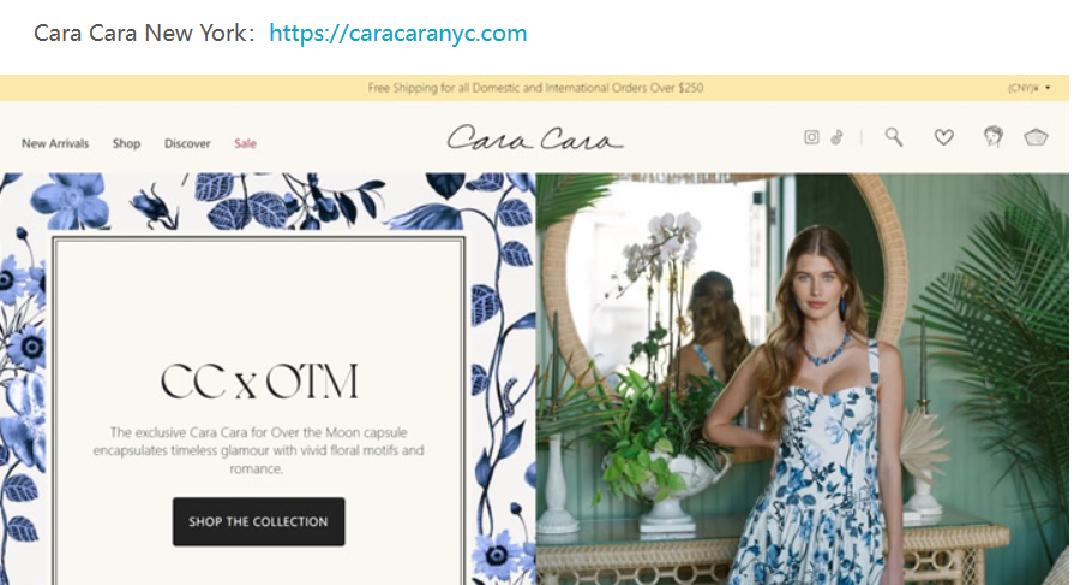 Cara Cara New York： https://caracaranyc.com
Free Shipping for all Domestic and International Orders Over $250
(CNY)¥
New Arrivals Shop Discover Sale
Cara Cara
CC x OTM
The exclusive Cara Cara for Over the Moon capsule
encapsulates timeless glamour with vivid floral motifs and
romance.
SHOP THE COLLECTION